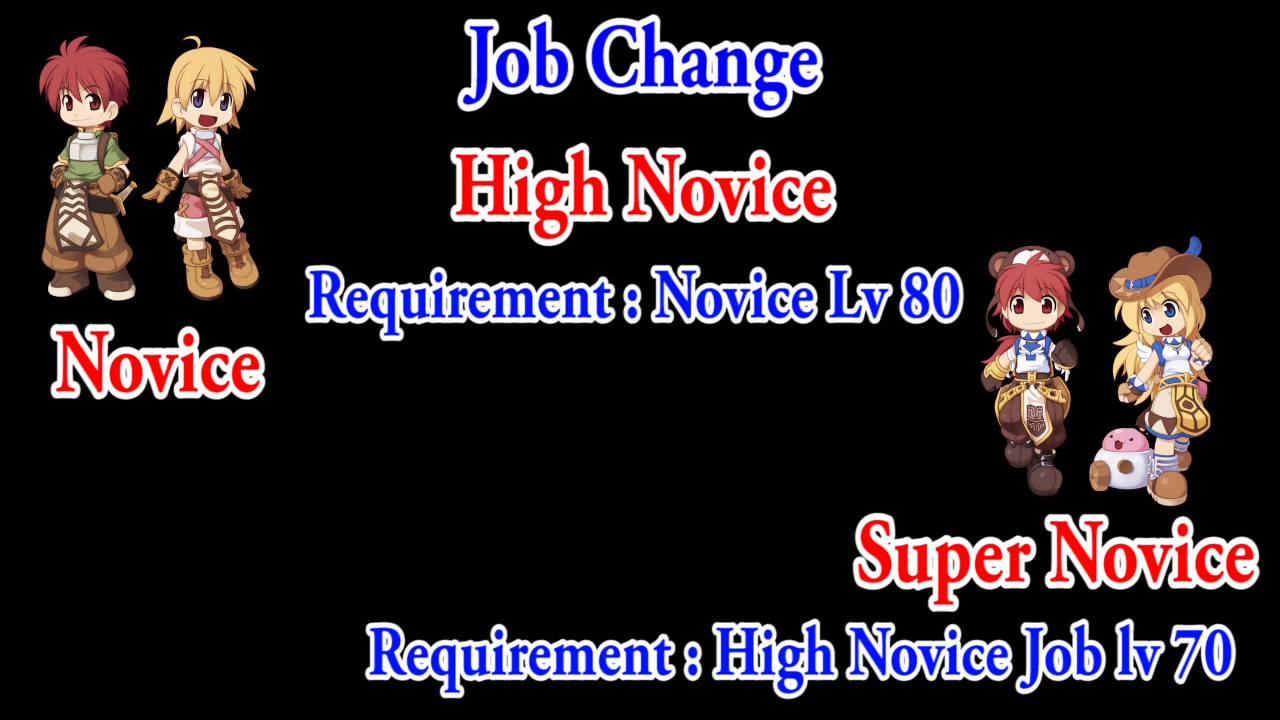 Job Change
High Novice
Requirement : Novice Lv 80
Novice
Super Novice
Requirement : High Novice Job lv 70